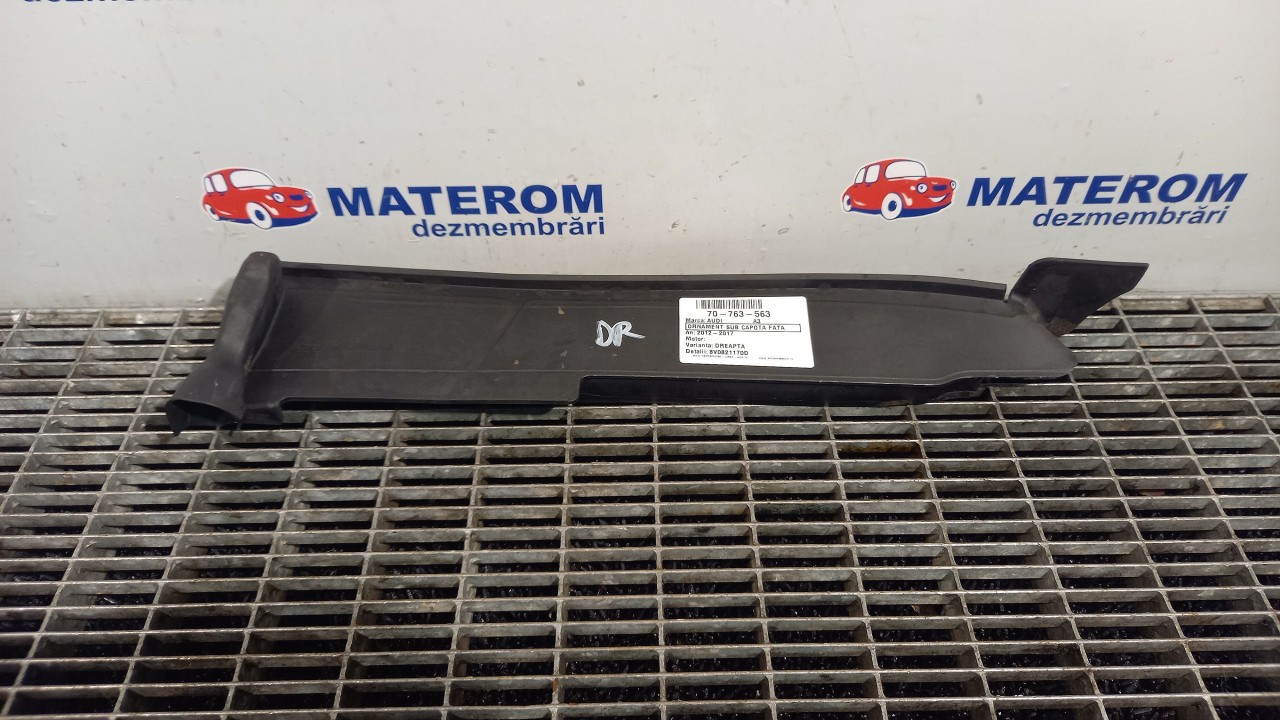 dezmem
MATEROM
dezmembrări
MATEROM
dezmembrări
DR
70-763-563
Marca: AUDI A3
ORNAMENT SUB CAPOTA FATA
An: 2012 - 2017
Motor:
Varianta: DREAPTA
Detalii: 8V0821170D